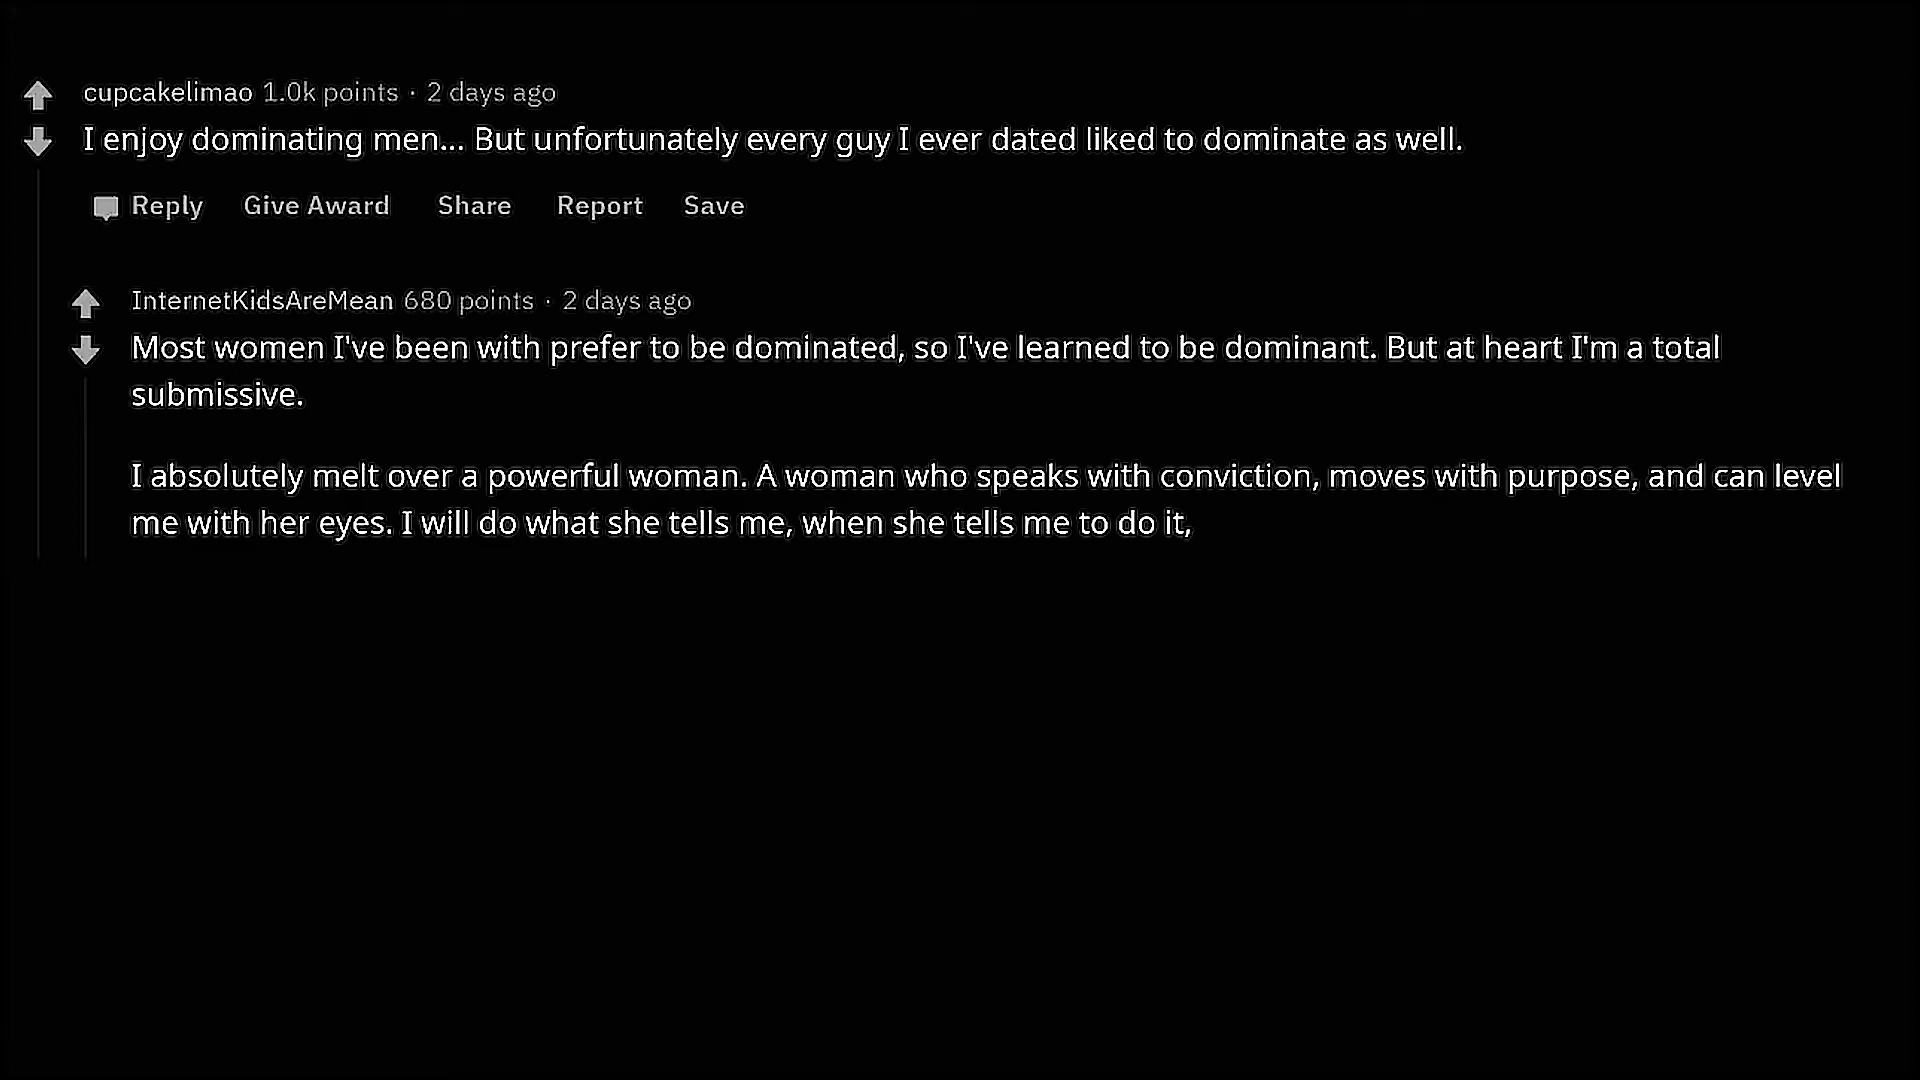 cupcakelimao 1.0k points · 2 days ago
I enjoy dominating men... But unfortunately every guy I ever dated liked to dominate as well.
Reply Give Award Share Report Save
InternetKidsAreMean 680 points · 2 days ago
Most women I've been with prefer to be dominated, so I've learned to be dominant. But at heart I'm a total
submissive.
I absolutely melt over a powerful woman. A woman who speaks with conviction, moves with purpose, and can level
me with her eyes. I will do what she tells me, when she tells me to do it,